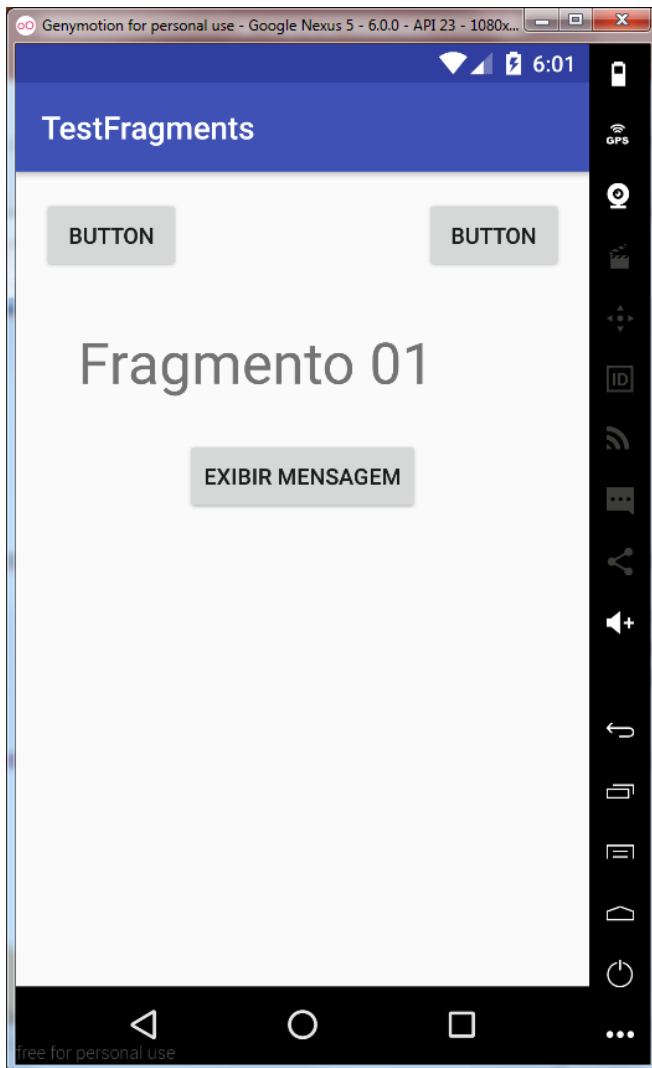 Genymotion for personal use - Google Nexus 5 - 6.0.0 - API 23 - 1080x...
6:01
GPS
TestFragments
BUTTON BUTTON
Fragmento 01
ID
EXIBIR MENSAGEM
free for personal use